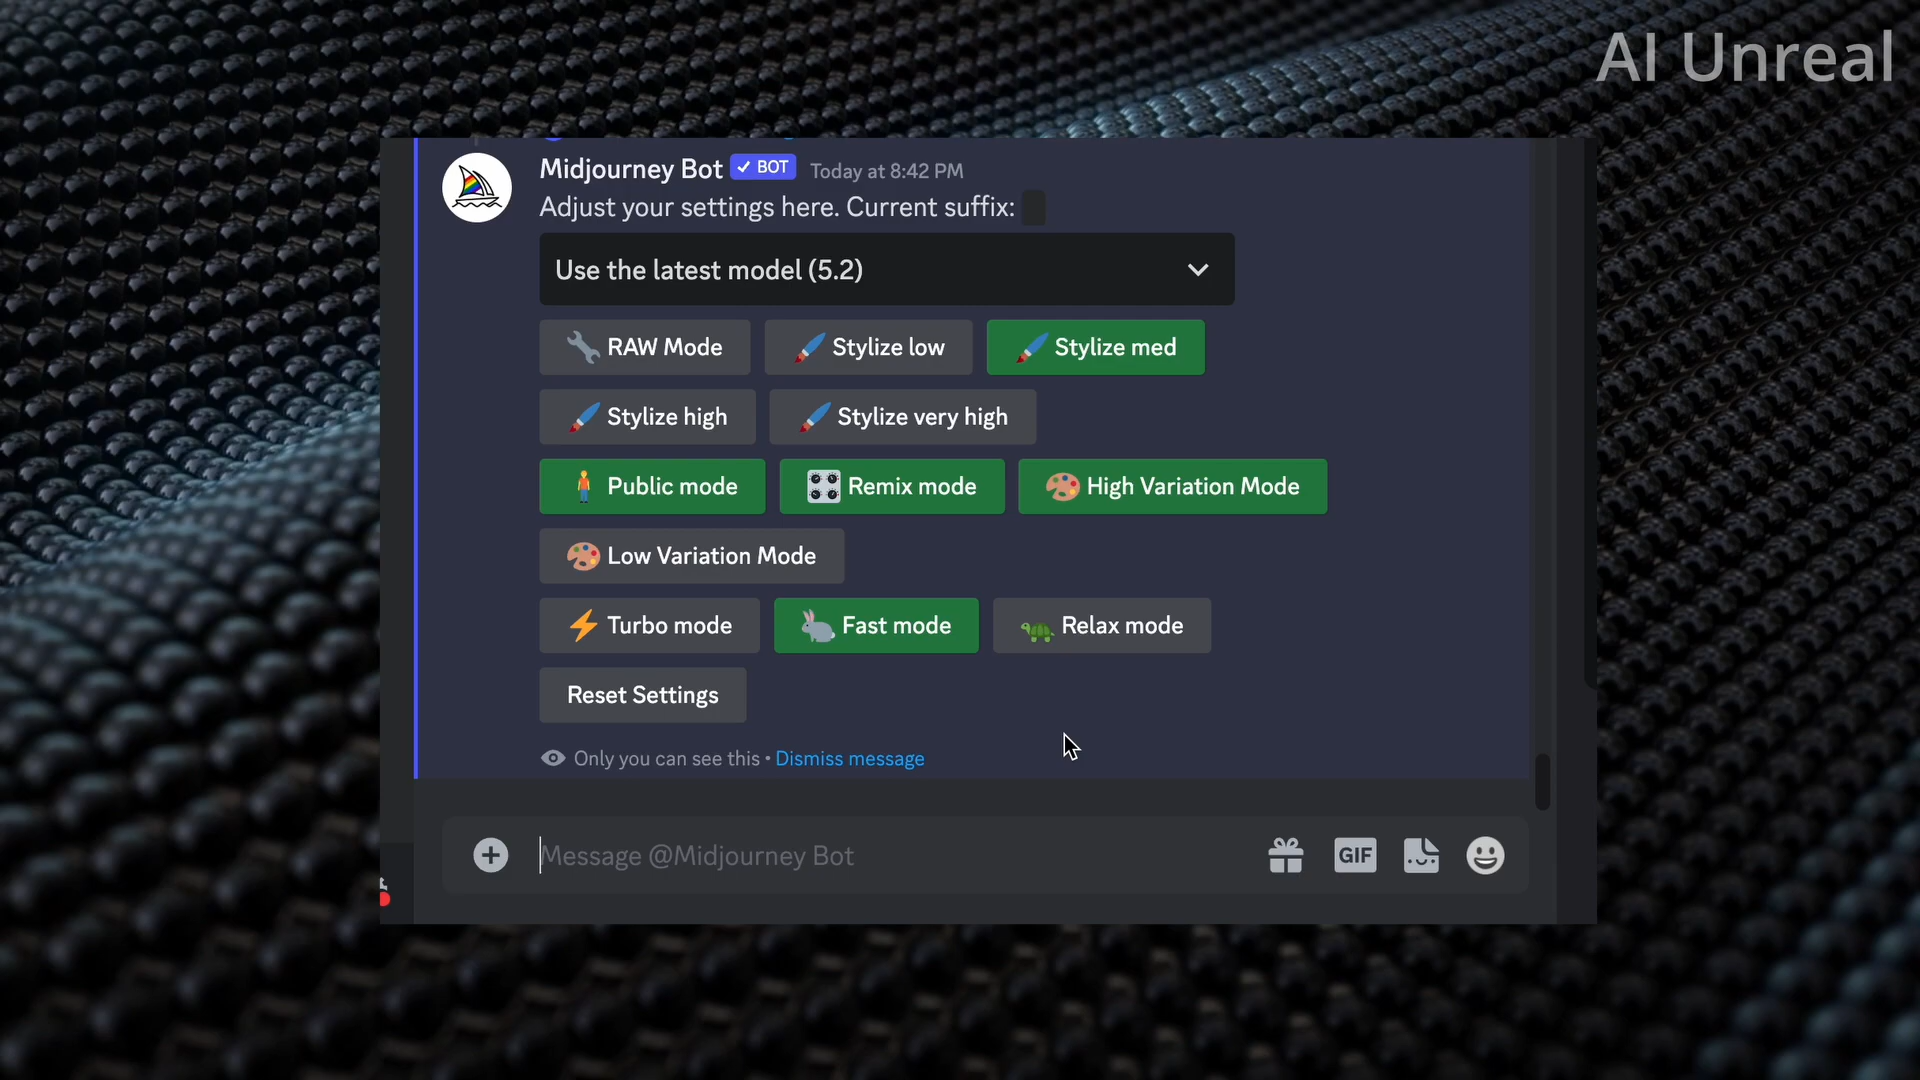 AI Unreal
Midjourney Bot ✓ BOT Today at 8:42 PM
Adjust your settings here. Current suffix:
Use the latest model (5.2)
RAW Mode Stylize low Stylize med
Stylize high Stylize very high
Public mode Remix mode High Variation Mode
Low Variation Mode
Turbo mode Fast mode Relax mode
Reset Settings
Only you can see this • Dismiss message
Message @Midjourney Bot GIF